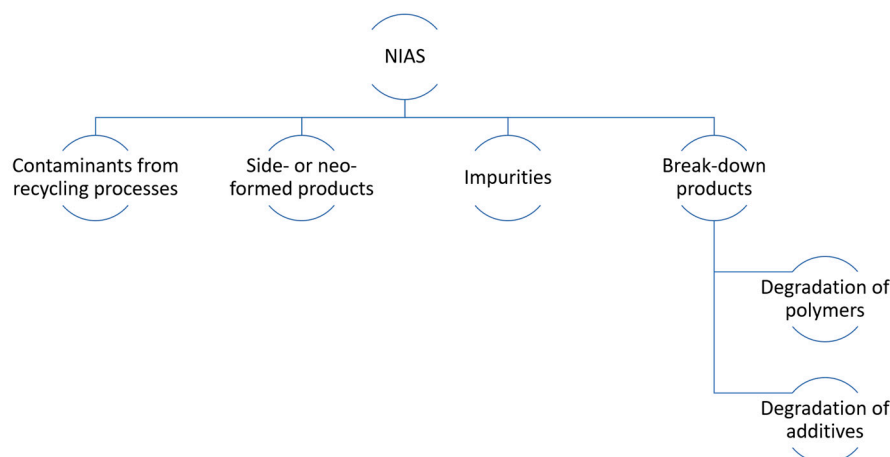 NIAS
Contaminants from
recycling processes
Side- or neo-
formed products
Impurities
Break-down
products
Degradation of
polymers
Degradation of
additives